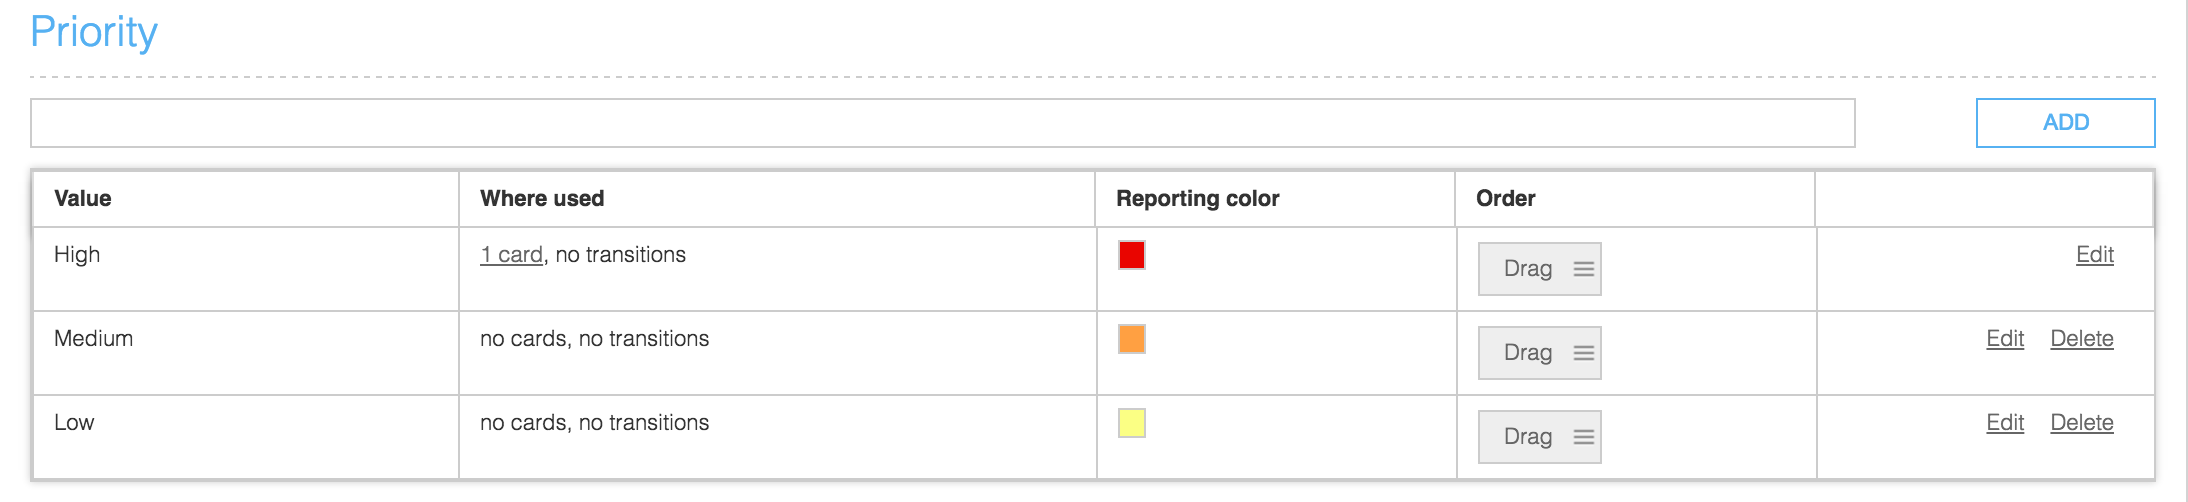 Priority
ADD
Value Where used Reporting color Order
High 1 card, no transitions Drag Edit
Medium no cards, no transitions Drag Edit Delete
Low no cards, no transitions Drag Edit Delete